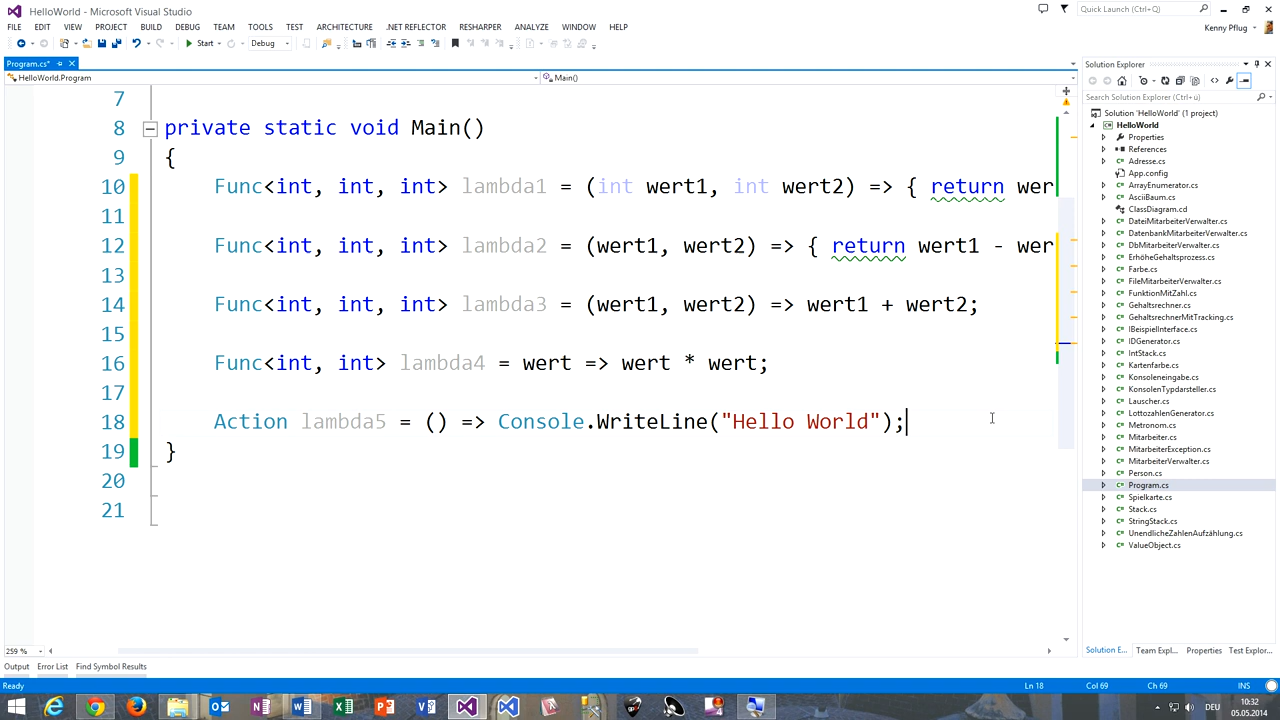 HelloWorld - Microsoft Visual Studio
Quick Launch (Ctrl+Q)
FILE EDIT VIEW PROJECT BUILD DEBUG TEAM TOOLS TEST ARCHITECTURE .NET REFLECTOR RESHARPER ANALYZE WINDOW HELP
Kenny Pflug
Start Debug
Program.cs*
HelloWorld.Program
Main()
7
8 private static void Main()
9 {
10 Func<int, int, int> lambda1 = (int wert1, int wert2) => { return wer
11
12 Func<int, int, int> lambda2 = (wert1, wert2) => { return wert1 - wer
13
14 Func<int, int, int> lambda3 = (wert1, wert2) => wert1 + wert2;
15
16 Func<int, int> lambda4 = wert => wert * wert;
17
18 Action lambda5 = () => Console.WriteLine("Hello World");
19 }
20
21
259 %
Solution Explorer
Search Solution Explorer (Ctrl+ü)
Solution 'HelloWorld' (1 project)
HelloWorld
Properties
References
Adresse.cs
App.config
ArrayEnumerator.cs
AsciiBaum.cs
ClassDiagram.cd
DateiMitarbeiterVerwalter.cs
DatenbankMitarbeiterVerwalter.cs
DbMitarbeiterVerwalter.cs
ErhöheGehaltsprozess.cs
Farbe.cs
FileMitarbeiterVerwalter.cs
FunktionMitZahl.cs
Gehaltsrechner.cs
GehaltsrechnerMitTracking.cs
IBeispielInterface.cs
IDGenerator.cs
IntStack.cs
Kartenfarbe.cs
Konsoleneingabe.cs
KonsolenTypdarsteller.cs
Lauscher.cs
LottozahlenGenerator.cs
Metronom.cs
Mitarbeiter.cs
MitarbeiterException.cs
MitarbeiterVerwalter.cs
Person.cs
Program.cs
Spielkarte.cs
Stack.cs
StringStack.cs
UnendlicheZahlenAufzählung.cs
ValueObject.cs
Solution E... Team Expl... Properties Test Explor...
Output Error List Find Symbol Results
Ready Ln 18 Col 69 Ch 69 INS
DEU
10:32
05.05.2014